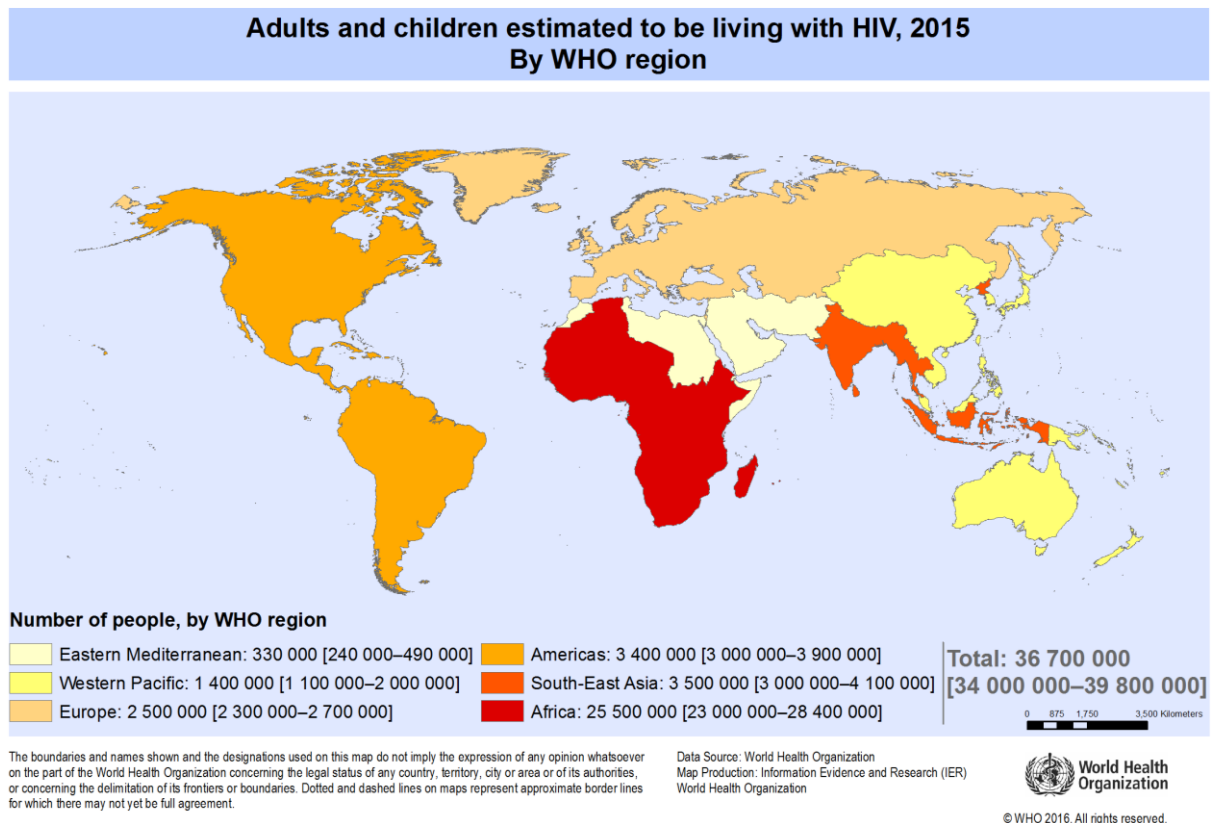 Adults and children estimated to be living with HIV, 2015
By WHO region
Number of people, by WHO region
Eastern Mediterranean: 330 000 [240 000–490 000]
Western Pacific: 1 400 000 [1 100 000–2 000 000]
Europe: 2 500 000 [2 300 000–2 700 000]
Americas: 3 400 000 [3 000 000–3 900 000]
South-East Asia: 3 500 000 [3 000 000–4 100 000]
Africa: 25 500 000 [23 000 000–28 400 000]
Total: 36 700 000
[34 000 000–39 800 000]
0 875 1,750 3,500 Kilometers
The boundaries and names shown and the designations used on this map do not imply the expression of any opinion whatsoever
on the part of the World Health Organization concerning the legal status of any country, territory, city or area or of its authorities,
or concerning the delimitation of its frontiers or boundaries. Dotted and dashed lines on maps represent approximate border lines
for which there may not yet be full agreement.
Data Source: World Health Organization
Map Production: Information Evidence and Research (IER)
World Health Organization
World Health
Organization
© WHO 2016. All rights reserved.